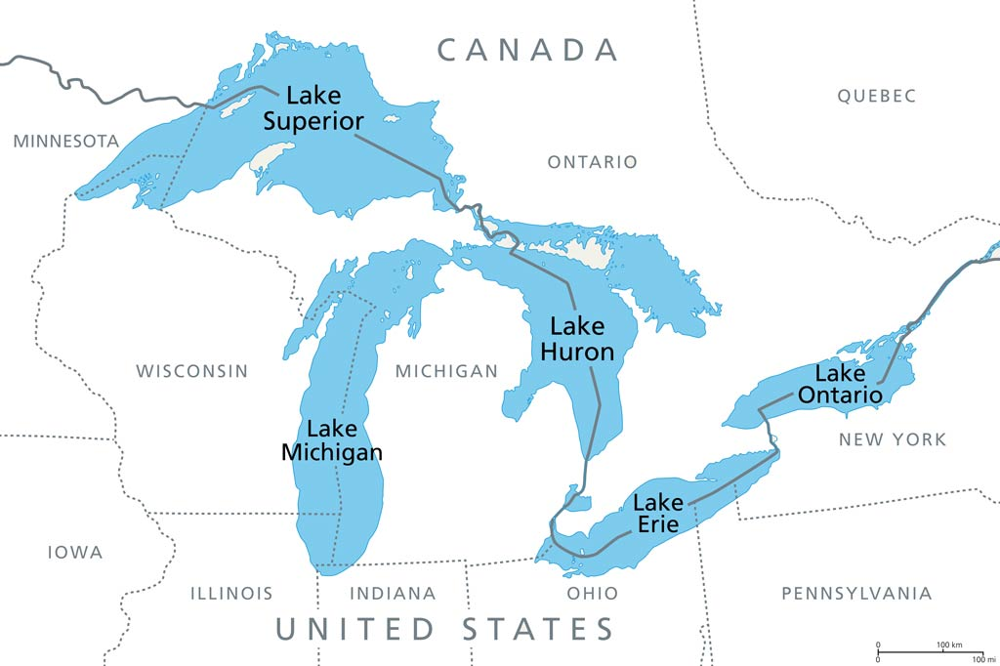 CANADA
Lake
Superior
QUEBEC
MINNESOTA
ONTARIO
Lake
Huron
WISCONSIN
MICHIGAN
Lake
Ontario
Lake
Michigan
NEW YORK
Lake
Erie
IOWA
ILLINOIS
INDIANA
OHIO
PENNSYLVANIA
UNITED STATES
0
100 km
0
100 mi